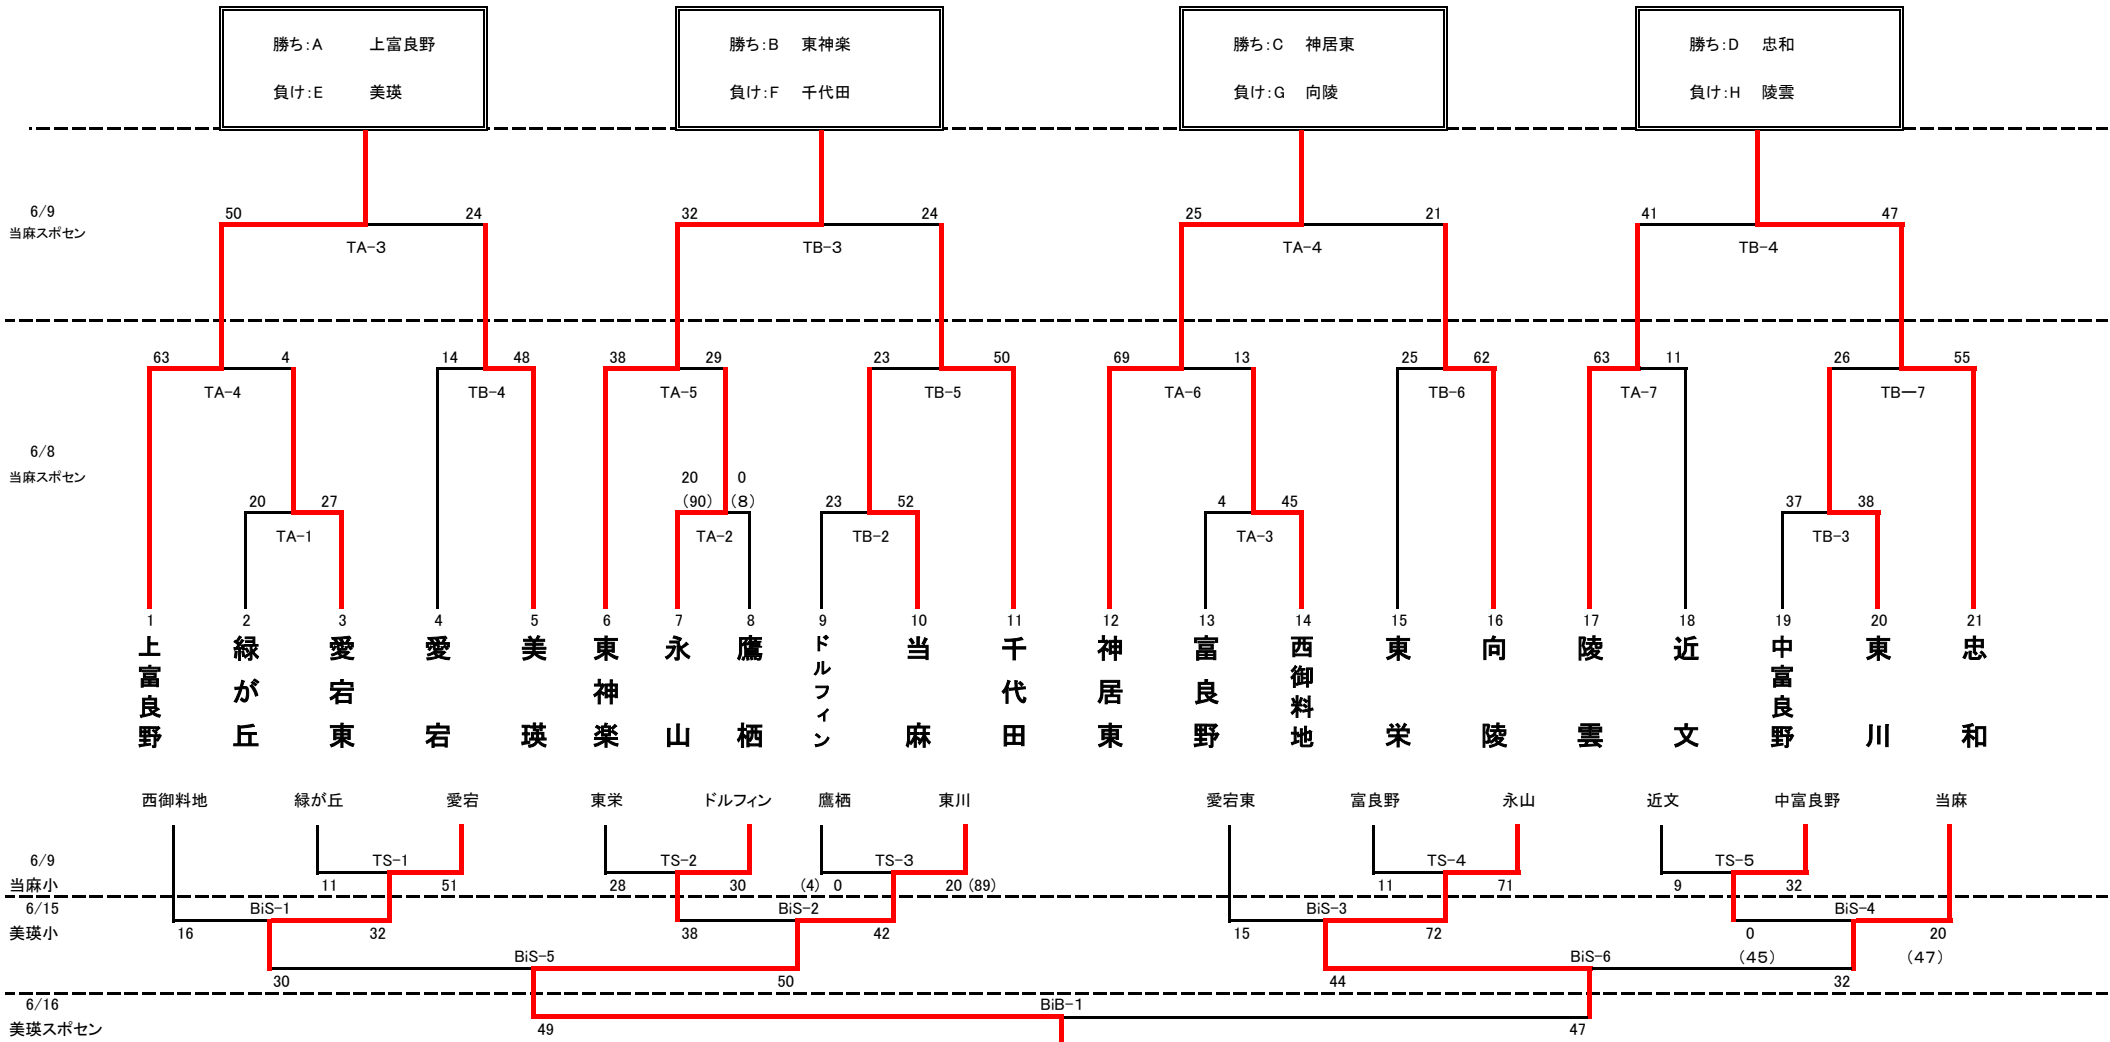 勝ち:A 上富良野 勝ち:B 東神楽 勝ち:C 神居東 勝ち:D 忠和
負け:E 美瑛 負け:F 千代田 負け:G 向陵 負け:H 陵雲
6/9 50 24 32 24 25 21 41 47
当麻スポセン
TA-3 TB-3 TA-4 TB-4
63 4 14 48 38 29 23 50 69 13 25 62 63 11 26 55
TA-4 TB-4 TA-5 TB-5 TA-6 TB-6 TA-7 TB-7
6/8
当麻スポセン 20 0
20 27 (90) (8) 23 52 4 45 37 38
TA-1 TA-2 TB-2 TA-3 TB-3
1 2 3 4 5 6 7 8 9 10 11 12 13 14 15 16 17 18 19 20 21
上富良野 緑が丘 愛宕東 愛宕 美瑛 東神楽 永山 鷹栖 ドルフィン 当麻 千代田 神居東 富良野 西御料地 東栄 向陵 陵雲 近文 中富良野 東川 忠和
西御料地 緑が丘 愛宕 東栄 ドルフィン 鷹栖 東川 愛宕東 富良野 永山 近文 中富良野 当麻
6/9 TS-1 TS-2 TS-3 TS-4 TS-5
当麻小 11 51 28 30 (4) 0 20 (89) 11 71 9 32
6/15 BiS-1 BiS-2 BiS-3 BiS-4
美瑛小 16 32 38 42 15 72 0 20
BiS-5 BiS-6 (45) (47)
30 50 44 32
6/16 BiB-1
美瑛スポセン 49 47